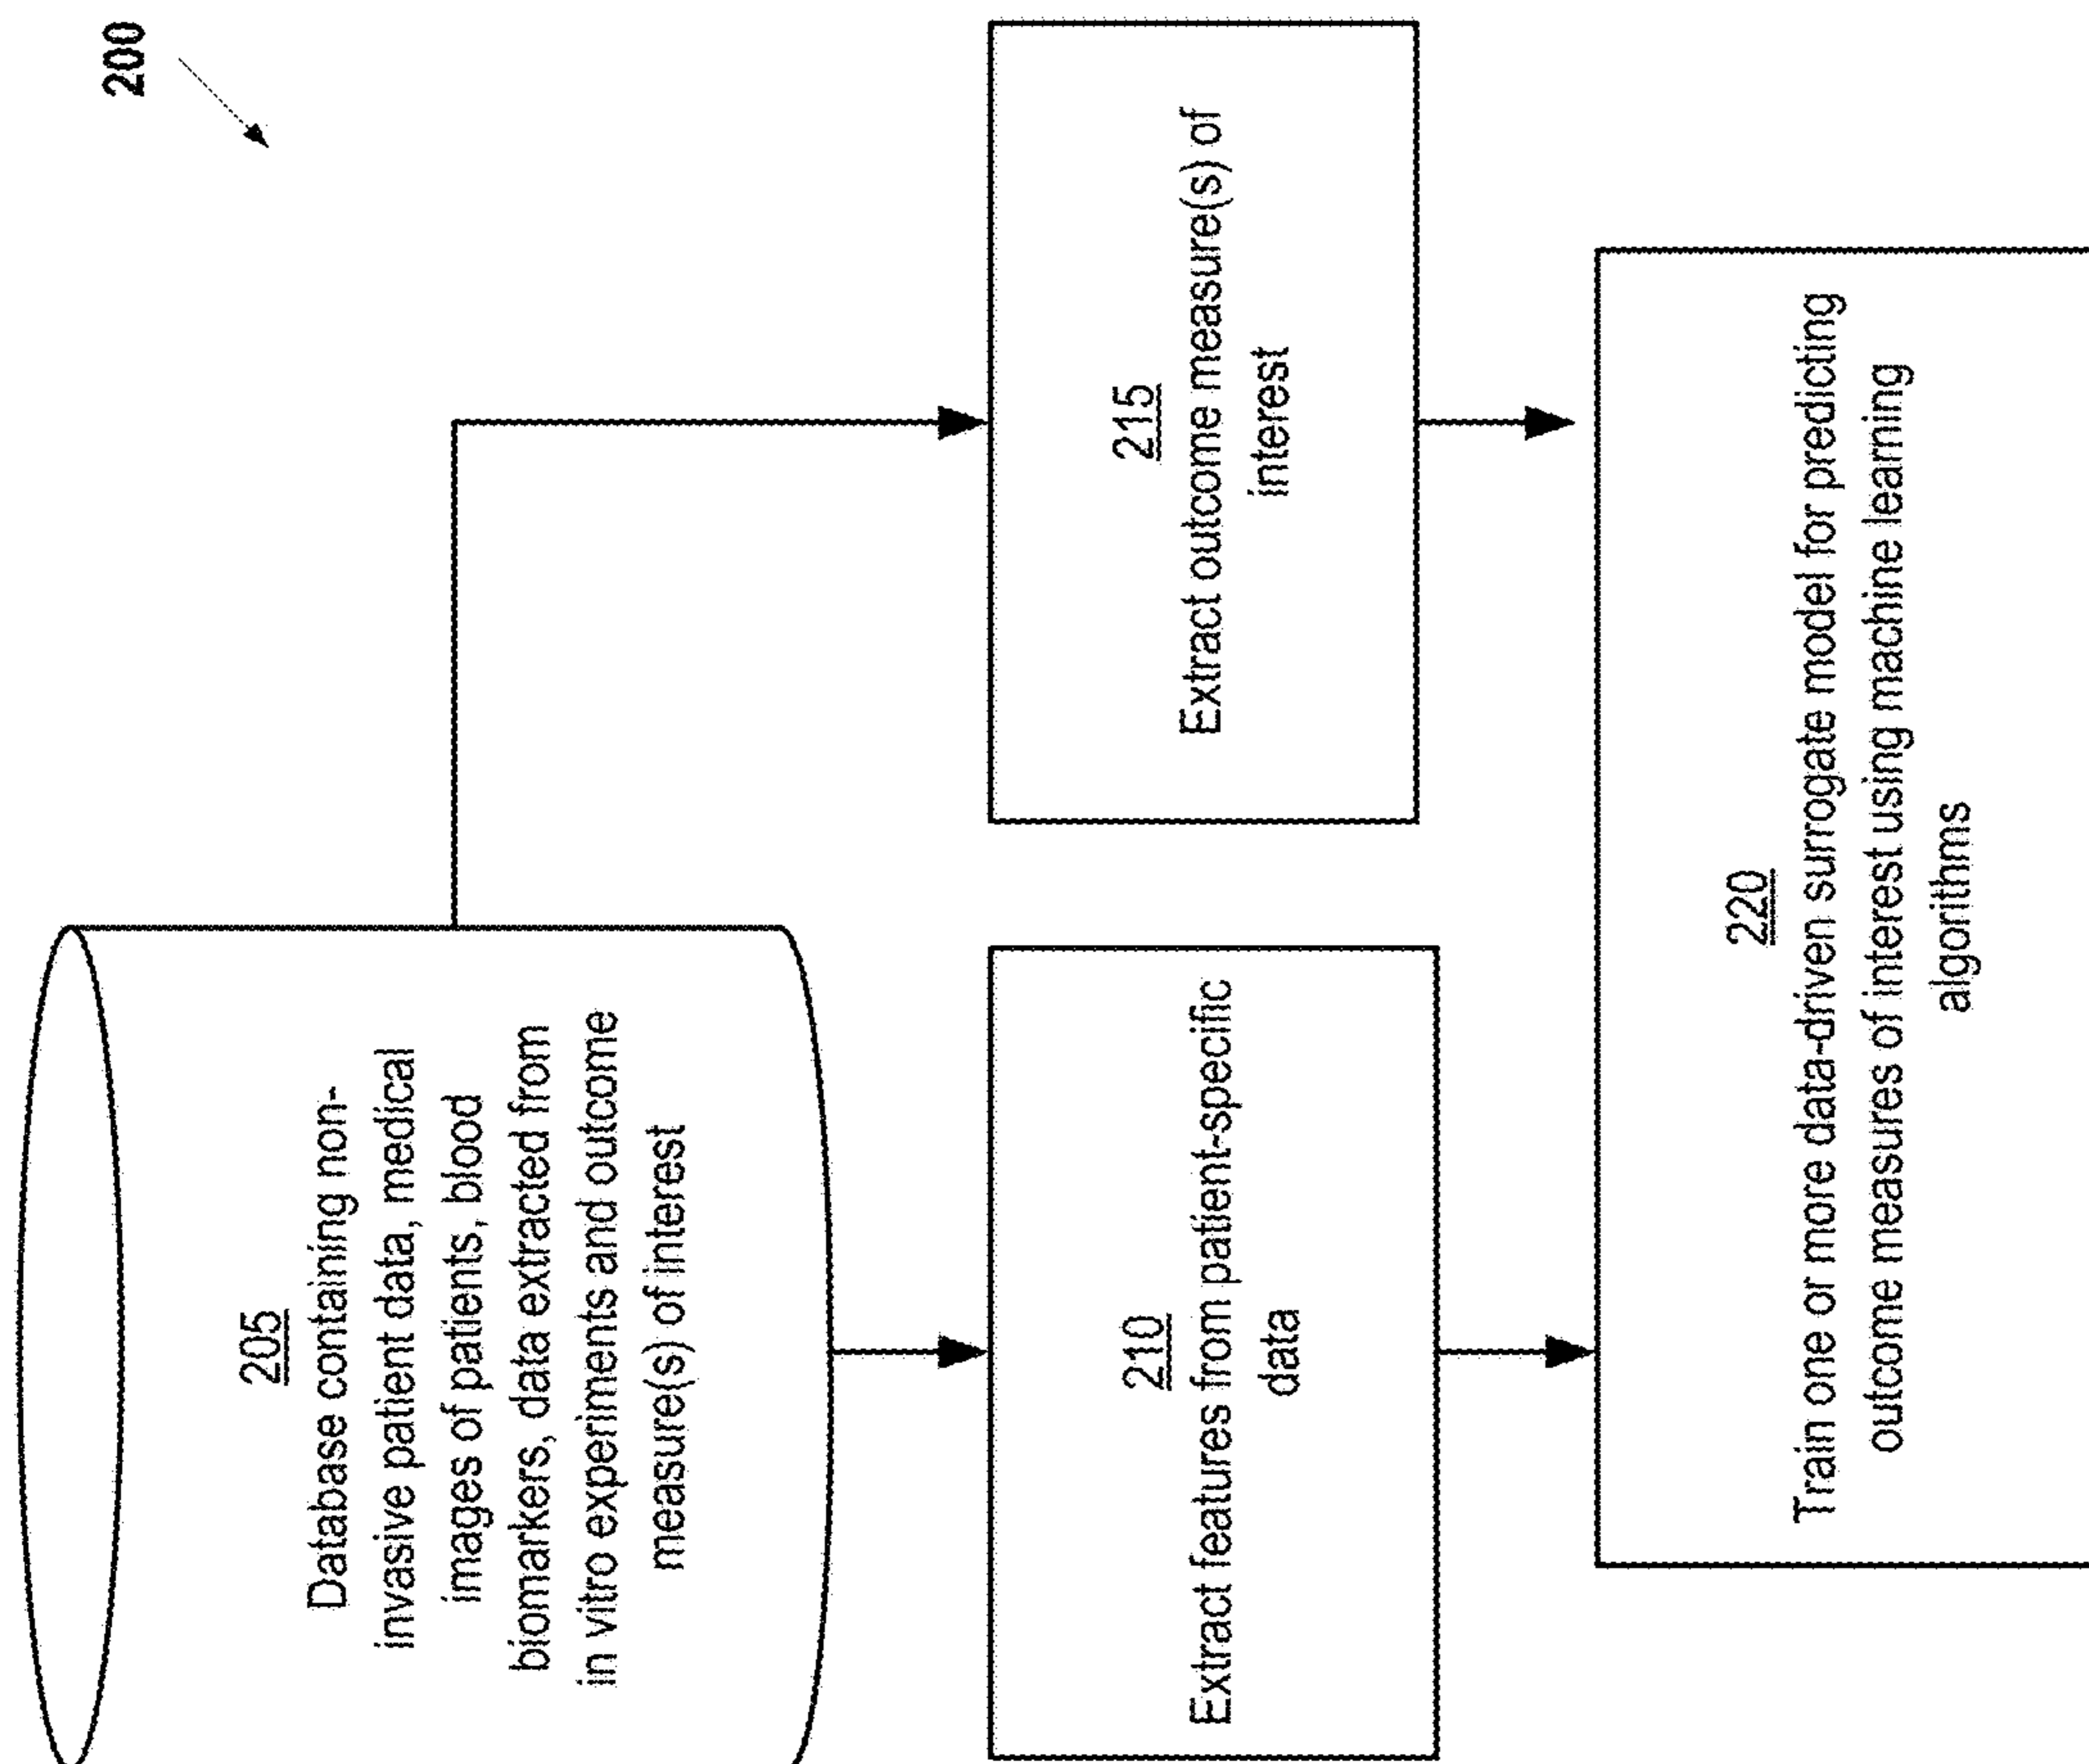 200
205
Database containing non-
invasive patient data, medical
images of patients, blood
biomarkers, data extracted from
in vitro experiments and outcome
measure(s) of interest
210
Extract features from patient-specific
data
215
Extract outcome measure(s) of
interest
220
Train one or more data-driven surrogate model for predicting
outcome measures of interest using machine learning
algorithms